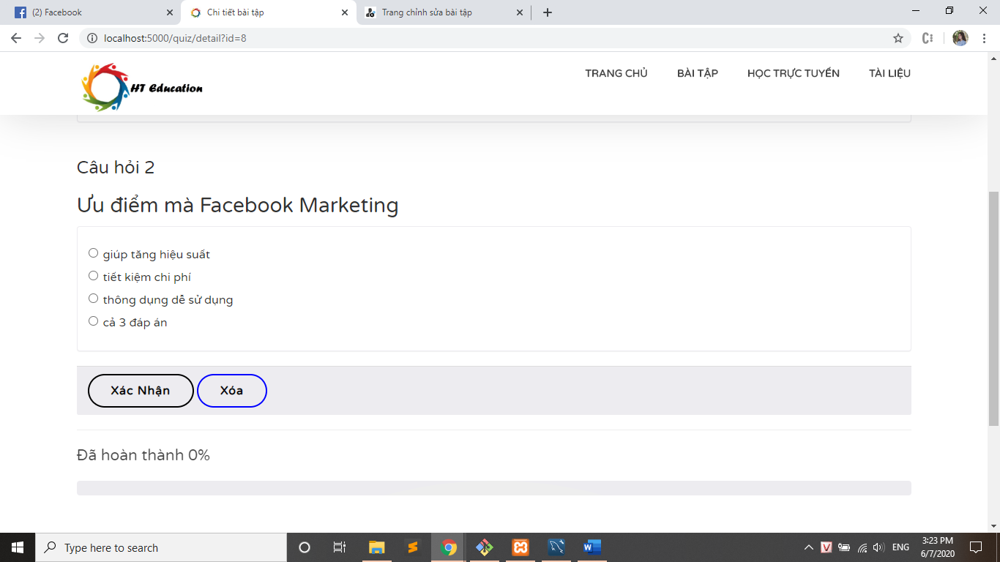 (2) Facebook
Chi tiết bài tập
Trang chỉnh sửa bài tập
localhost:5000/quiz/detail?id=8
HT Education
TRANG CHỦ
BÀI TẬP
HỌC TRỰC TUYẾN
TÀI LIỆU
Câu hỏi 2
Ưu điểm mà Facebook Marketing
giúp tăng hiệu suất
tiết kiệm chi phí
thông dụng dễ sử dụng
cả 3 đáp án
Xác Nhận
Xóa
Đã hoàn thành 0%
Type here to search
ENG
3:23 PM
6/7/2020